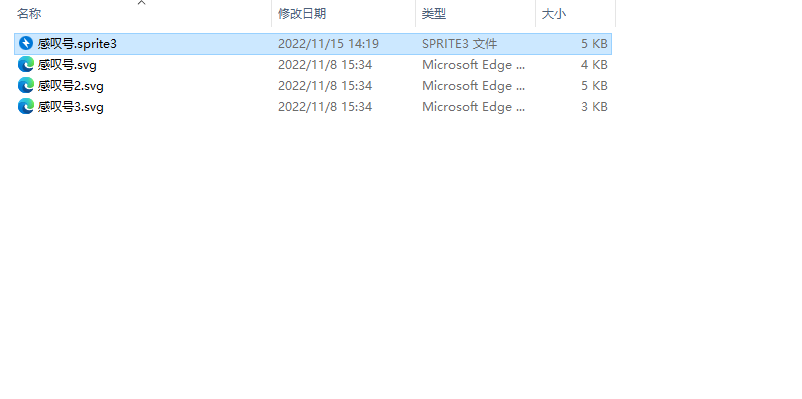 名称 修改日期 类型 大小
感叹号.sprite3 2022/11/15 14:19 SPRITE3 文件 5 KB
感叹号.svg 2022/11/8 15:34 Microsoft Edge ... 4 KB
感叹号2.svg 2022/11/8 15:34 Microsoft Edge ... 5 KB
感叹号3.svg 2022/11/8 15:34 Microsoft Edge ... 3 KB